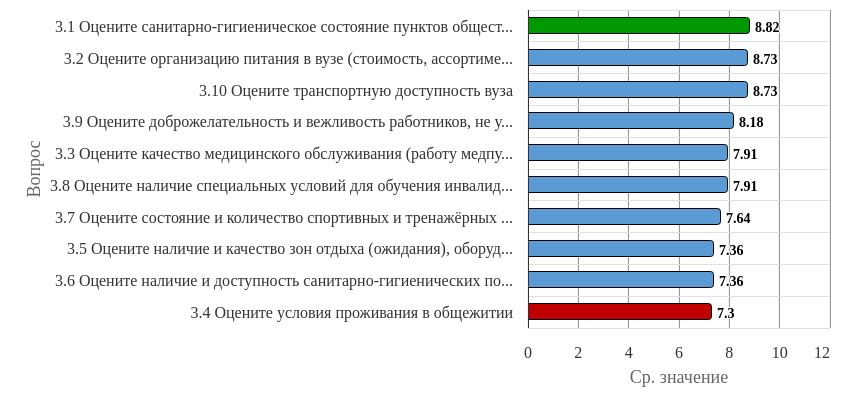 3.1 Оцените санитарно-гигиеническое состояние пунктов общест... 8.82
3.2 Оцените организацию питания в вузе (стоимость, ассортиме... 8.73
3.10 Оцените транспортную доступность вуза 8.73
3.9 Оцените доброжелательность и вежливость работников, не у... 8.18
3.3 Оцените качество медицинского обслуживания (работу медпу... 7.91
3.8 Оцените наличие специальных условий для обучения инвалид... 7.91
3.7 Оцените состояние и количество спортивных и тренажёрных ... 7.64
3.5 Оцените наличие и качество зон отдыха (ожидания), оборуд... 7.36
3.6 Оцените наличие и доступность санитарно-гигиенических по... 7.36
3.4 Оцените условия проживания в общежитии 7.3
Вопрос
0 2 4 6 8 10 12
Ср. значение